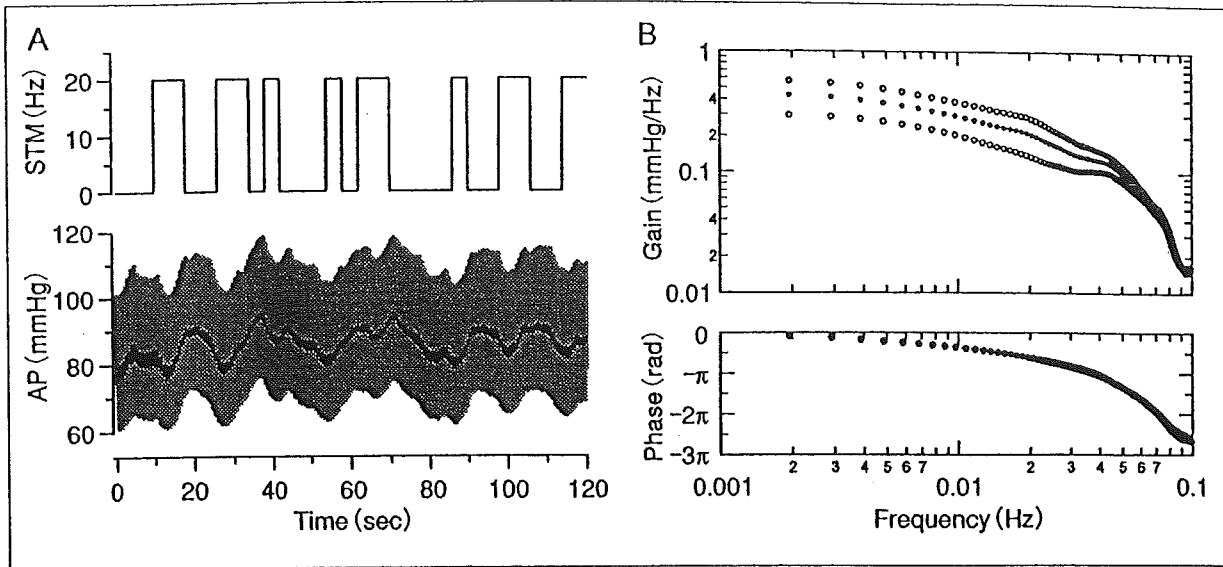 A
STM (Hz)
20
10
0
AP (mmHg)
120
100
80
60
0 20 40 60 80 100 120
Time (sec)
B
Gain (mmHg/Hz)
1
4
2
0.1
4
2
0.01
Phase (rad)
0
-π
-2π
-3π
2 3 4 5 6 7 2 3 4 5 6 7
0.001 0.01 0.1
Frequency (Hz)